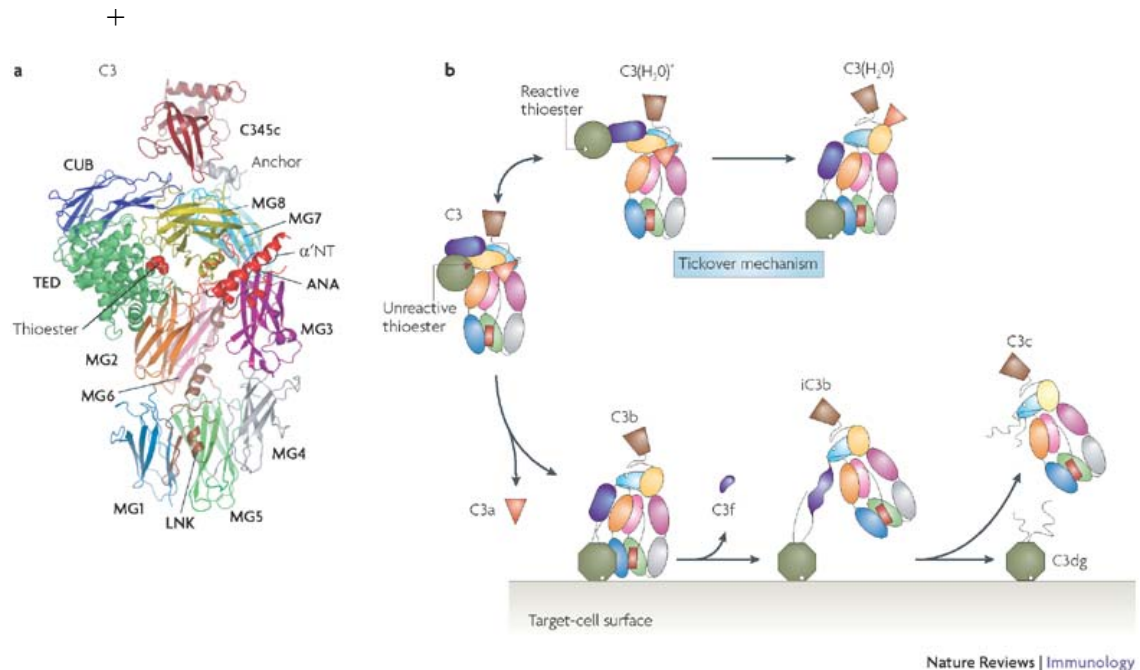 +
a
C3
C345c
Anchor
CUB
MG8
MG7
α'NT
TED
ANA
Thioester
MG3
MG2
MG6
MG4
MG1
LNK
MG5
b
C3(H₂0)*
C3(H₂0)
Reactive
thioester
C3
Tickover mechanism
Unreactive
thioester
C3b
iC3b
C3c
C3a
C3f
C3dg
Target-cell surface
Nature Reviews | Immunology